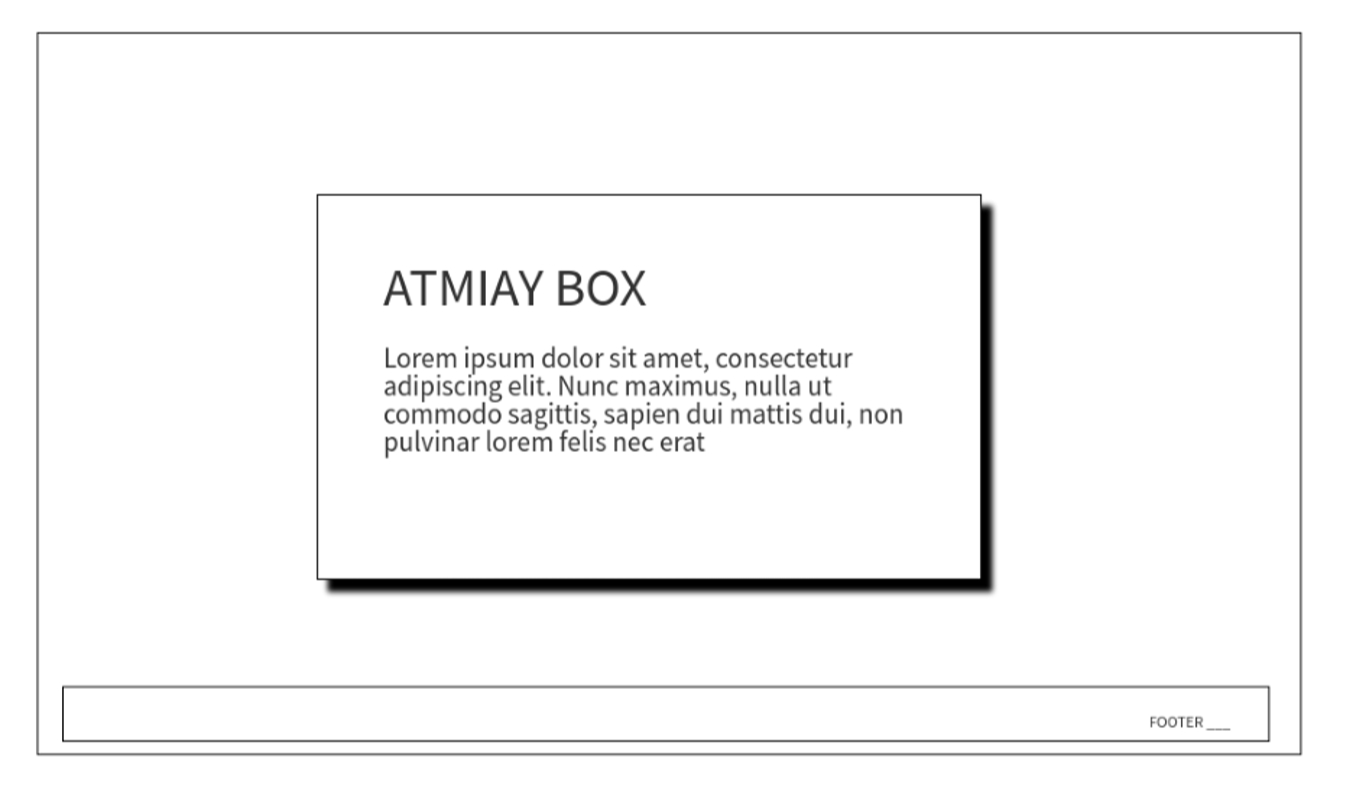 ATMIAY BOX
Lorem ipsum dolor sit amet, consectetur
adipiscing elit. Nunc maximus, nulla ut
commodo sagittis, sapien dui mattis dui, non
pulvinar lorem felis nec erat
FOOTER ___